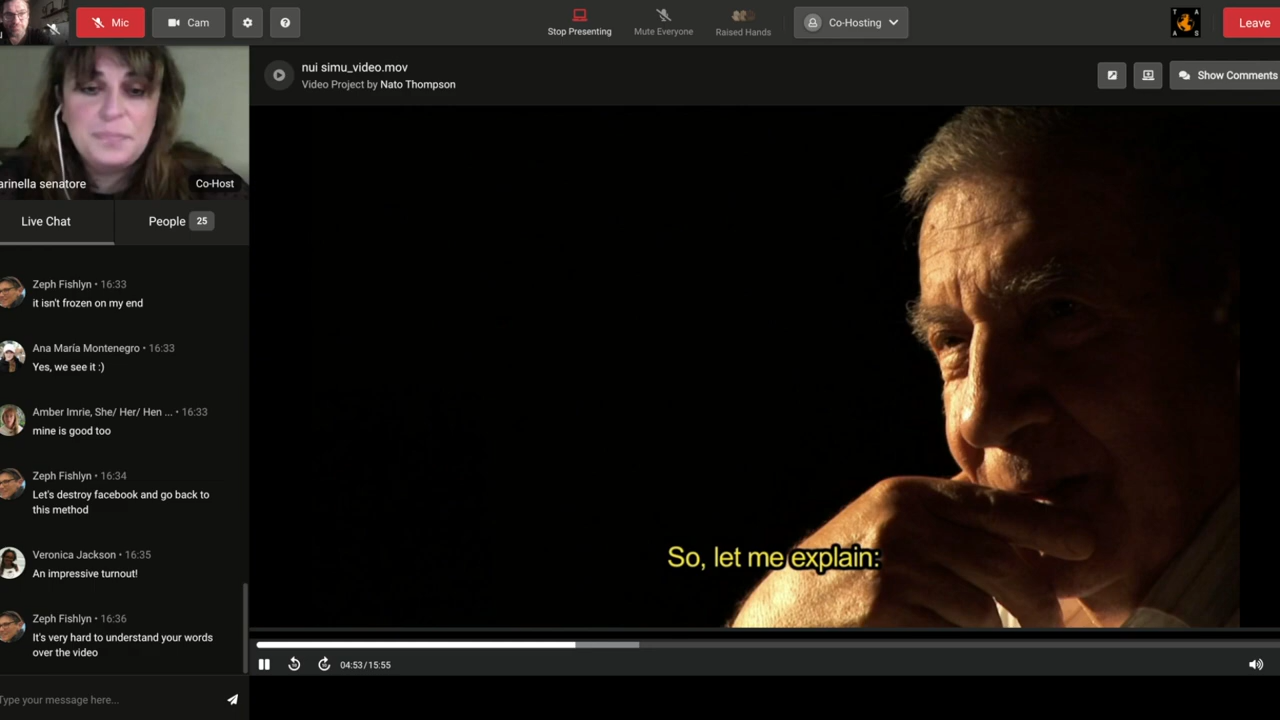 Mic
Cam
Stop Presenting
Mute Everyone
Raised Hands
Co-Hosting
T A
A S
Leave
arinella senatore
Co-Host
nui simu_video.mov
Video Project by Nato Thompson
Show Comments
Live Chat
People 25
Zeph Fishlyn • 16:33
it isn't frozen on my end
Ana María Montenegro • 16:33
Yes, we see it :)
Amber Imrie, She/ Her/ Hen ... • 16:33
mine is good too
Zeph Fishlyn • 16:34
Let's destroy facebook and go back to
this method
Veronica Jackson • 16:35
An impressive turnout!
Zeph Fishlyn • 16:36
It's very hard to understand your words
over the video
So, let me explain:
04:53 / 15:55
Type your message here...